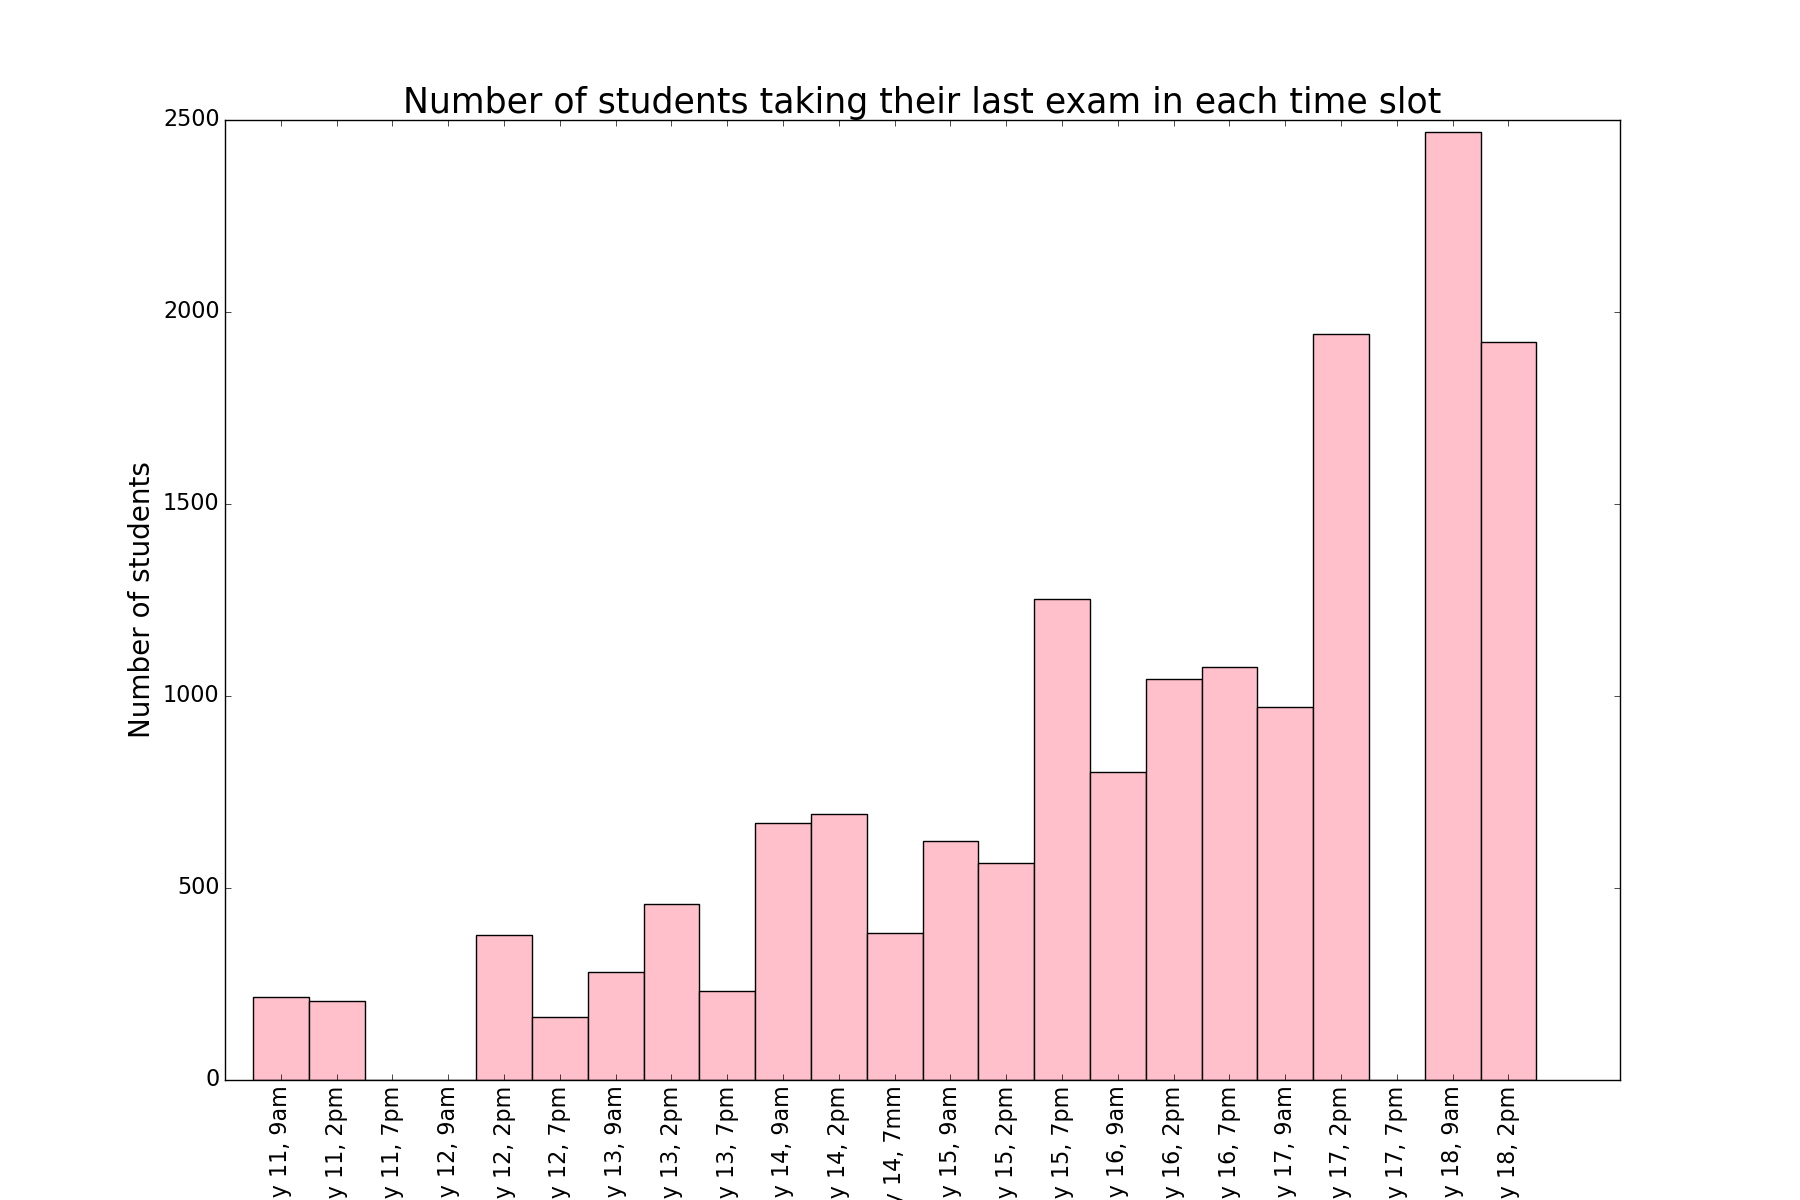 Number of students taking their last exam in each time slot
Number of students
2500
2000
1500
1000
500
0
y 11, 9am
y 11, 2pm
y 11, 7pm
y 12, 9am
y 12, 2pm
y 12, 7pm
y 13, 9am
y 13, 2pm
y 13, 7pm
y 14, 9am
y 14, 2pm
y 14, 7mm
y 15, 9am
y 15, 2pm
y 15, 7pm
y 16, 9am
y 16, 2pm
y 16, 7pm
y 17, 9am
y 17, 2pm
y 17, 7pm
y 18, 9am
y 18, 2pm